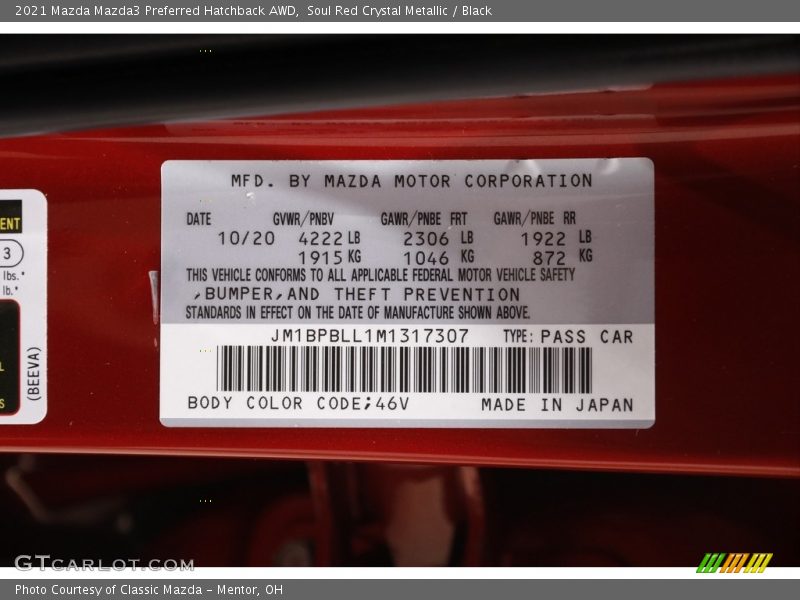 2021 Mazda Mazda3 Preferred Hatchback AWD,  Soul Red Crystal Metallic / Black
MFD. BY MAZDA MOTOR CORPORATION
DATE GVWR/PNBV GAWR/PNBE FRT GAWR/PNBE RR
10/20 4222 LB 2306 LB 1922 LB
1915 KG 1046 KG 872 KG
THIS VEHICLE CONFORMS TO ALL APPLICABLE FEDERAL MOTOR VEHICLE SAFETY
,BUMPER,AND THEFT PREVENTION
STANDARDS IN EFFECT ON THE DATE OF MANUFACTURE SHOWN ABOVE.
JM1BPBLL1M1317307 TYPE: PASS CAR
BODY COLOR CODE;46V MADE IN JAPAN
ENT
3
lbs.*
lb.*
L
S
(BEEVA)
GTCARLOT.COM
Photo Courtesy of Classic Mazda - Mentor, OH